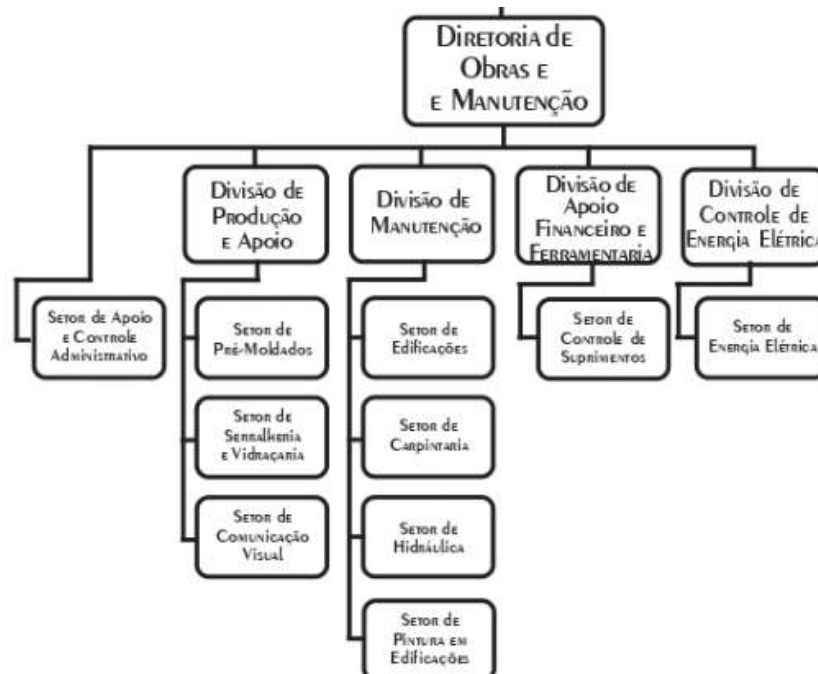 Diretoria de
Obras e
e Manutenção
Divisão de
Produção
e Apoio
Divisão de
Manutenção
Divisão de
Apoio
Financeiro e
Ferramentaria
Divisão de
Controle de
Energia Elétrica
Setor de Apoio
e Controle
Administrativo
Setor de
Pré-Moldados
Setor de
Serralheria
e Vidraçaria
Setor de
Comunicação
Visual
Setor de
Edificações
Setor de
Carpintaria
Setor de
Hidráulica
Setor de
Pintura em
Edificações
Setor de
Controle de
Suprimentos
Setor de
Energia Elétrica